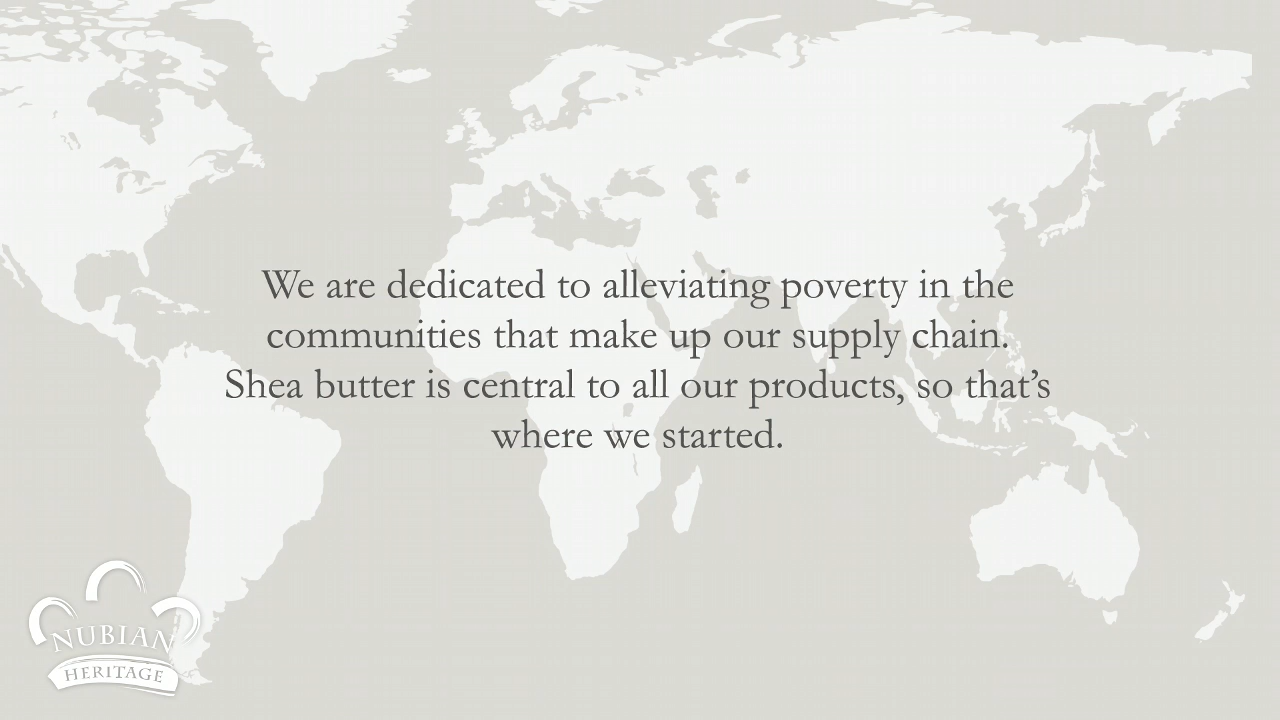 We are dedicated to alleviating poverty in the
communities that make up our supply chain.
Shea butter is central to all our products, so that’s
where we started.
NUBIAN
HERITAGE